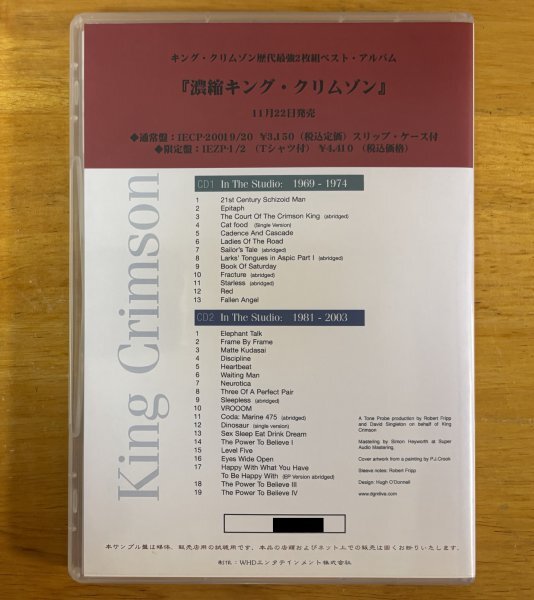 キング・クリムゾン歴代最強2枚組ベスト・アルバム
『濃縮キング・クリムゾン』
11月22日発売
◆通常盤：IECP-20019/20 ¥3,150（税込定価）スリップ・ケース付
◆限定盤：IEZP-1/2 （Tシャツ付） ¥4,410 （税込価格）
King Crimson
CD1 In The Studio: 1969 - 1974
1 21st Century Schizoid Man
2 Epitaph
3 The Court Of The Crimson King (abridged)
4 Cat food (Single Version)
5 Cadence And Cascade
6 Ladies Of The Road
7 Sailor's Tale (abridged)
8 Larks' Tongues in Aspic Part I (abridged)
9 Book Of Saturday
10 Fracture (abridged)
11 Starless (abridged)
12 Red
13 Fallen Angel
CD2 In The Studio: 1981 - 2003
1 Elephant Talk
2 Frame By Frame
3 Matte Kudasai
4 Discipline
5 Heartbeat
6 Waiting Man
7 Neurotica
8 Three Of A Perfect Pair
9 Sleepless (abridged)
10 VROOOM
11 Coda: Marine 475 (abridged)
12 Dinosaur (single version)
13 Sex Sleep Eat Drink Dream
14 The Power To Believe I
15 Level Five
16 Eyes Wide Open
17 Happy With What You Have
To Be Happy With (EP Version abridged)
18 The Power To Believe III
19 The Power To Believe IV
A Tone Probe production by Robert Fripp
and David Singleton on behalf of King
Crimson
Mastering by Simon Heyworth at Super
Audio Mastering.
Cover artwork from a painting by P.J.Crook
Sleeve notes: Robert Fripp
Design: Hugh O'Donnell
www.dgmlive.com
本サンプル盤は媒体、販売店用の試聴用です。本品の店頭およびネット上での販売は固くお断りいたします。
制作：WHDエンタテインメント株式会社